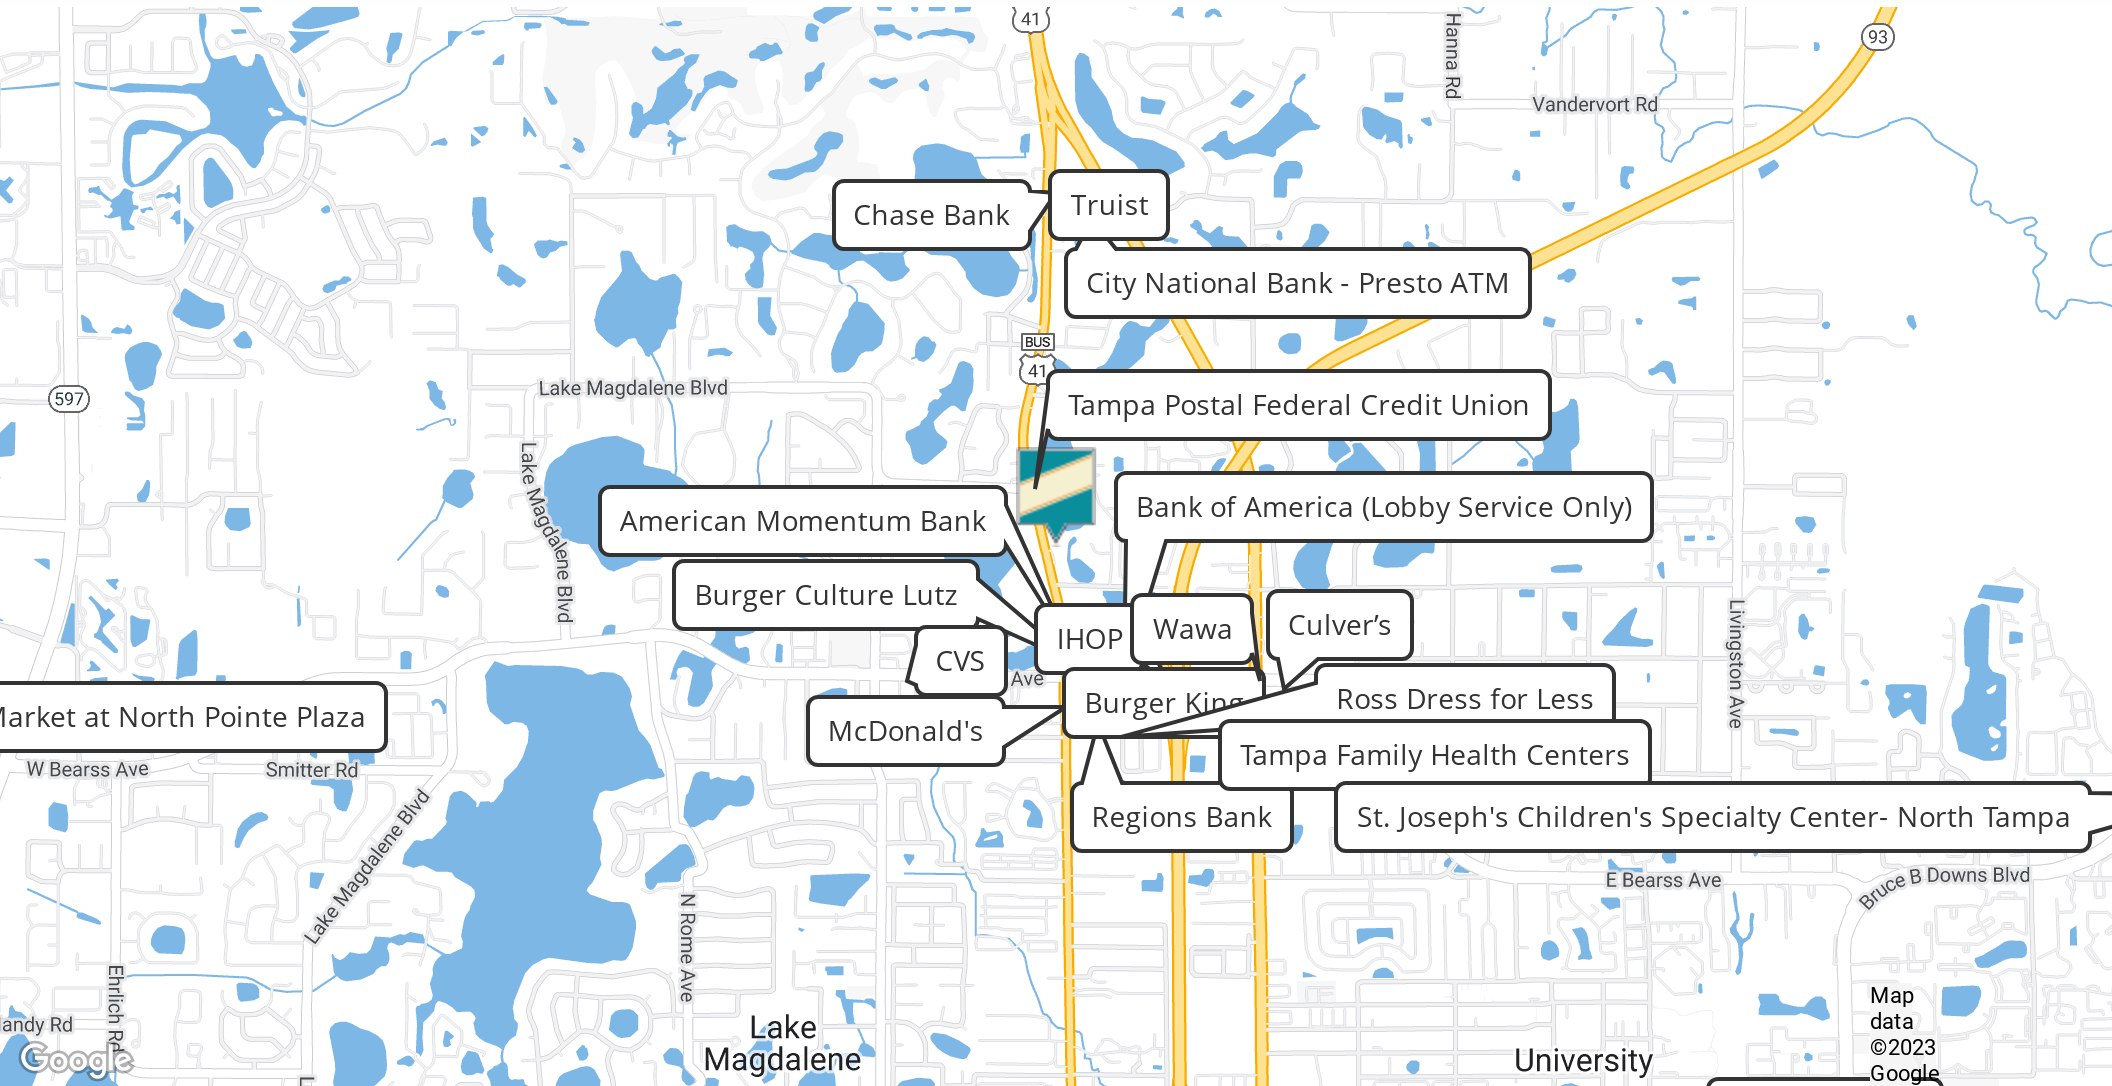 41
Hanna Rd
93
Vandervort Rd
Chase Bank
Truist
City National Bank - Presto ATM
BUS
41
Lake Magdalene Blvd
597
Tampa Postal Federal Credit Union
Lake Magdalene Blvd
American Momentum Bank
Bank of America (Lobby Service Only)
Burger Culture Lutz
IHOP
Wawa
Culver's
CVS
Ave
Livingston Ave
Market at North Pointe Plaza
McDonald's
Burger King
Ross Dress for Less
Tampa Family Health Centers
W Bearss Ave
Smitter Rd
Lake Magdalene Blvd
Regions Bank
St. Joseph's Children's Specialty Center- North Tampa
E Bearss Ave
Bruce B Downs Blvd
N Rome Ave
Ehrlich Rd
Lake
Magdalene
University
Google
Map
data
©2023
Google